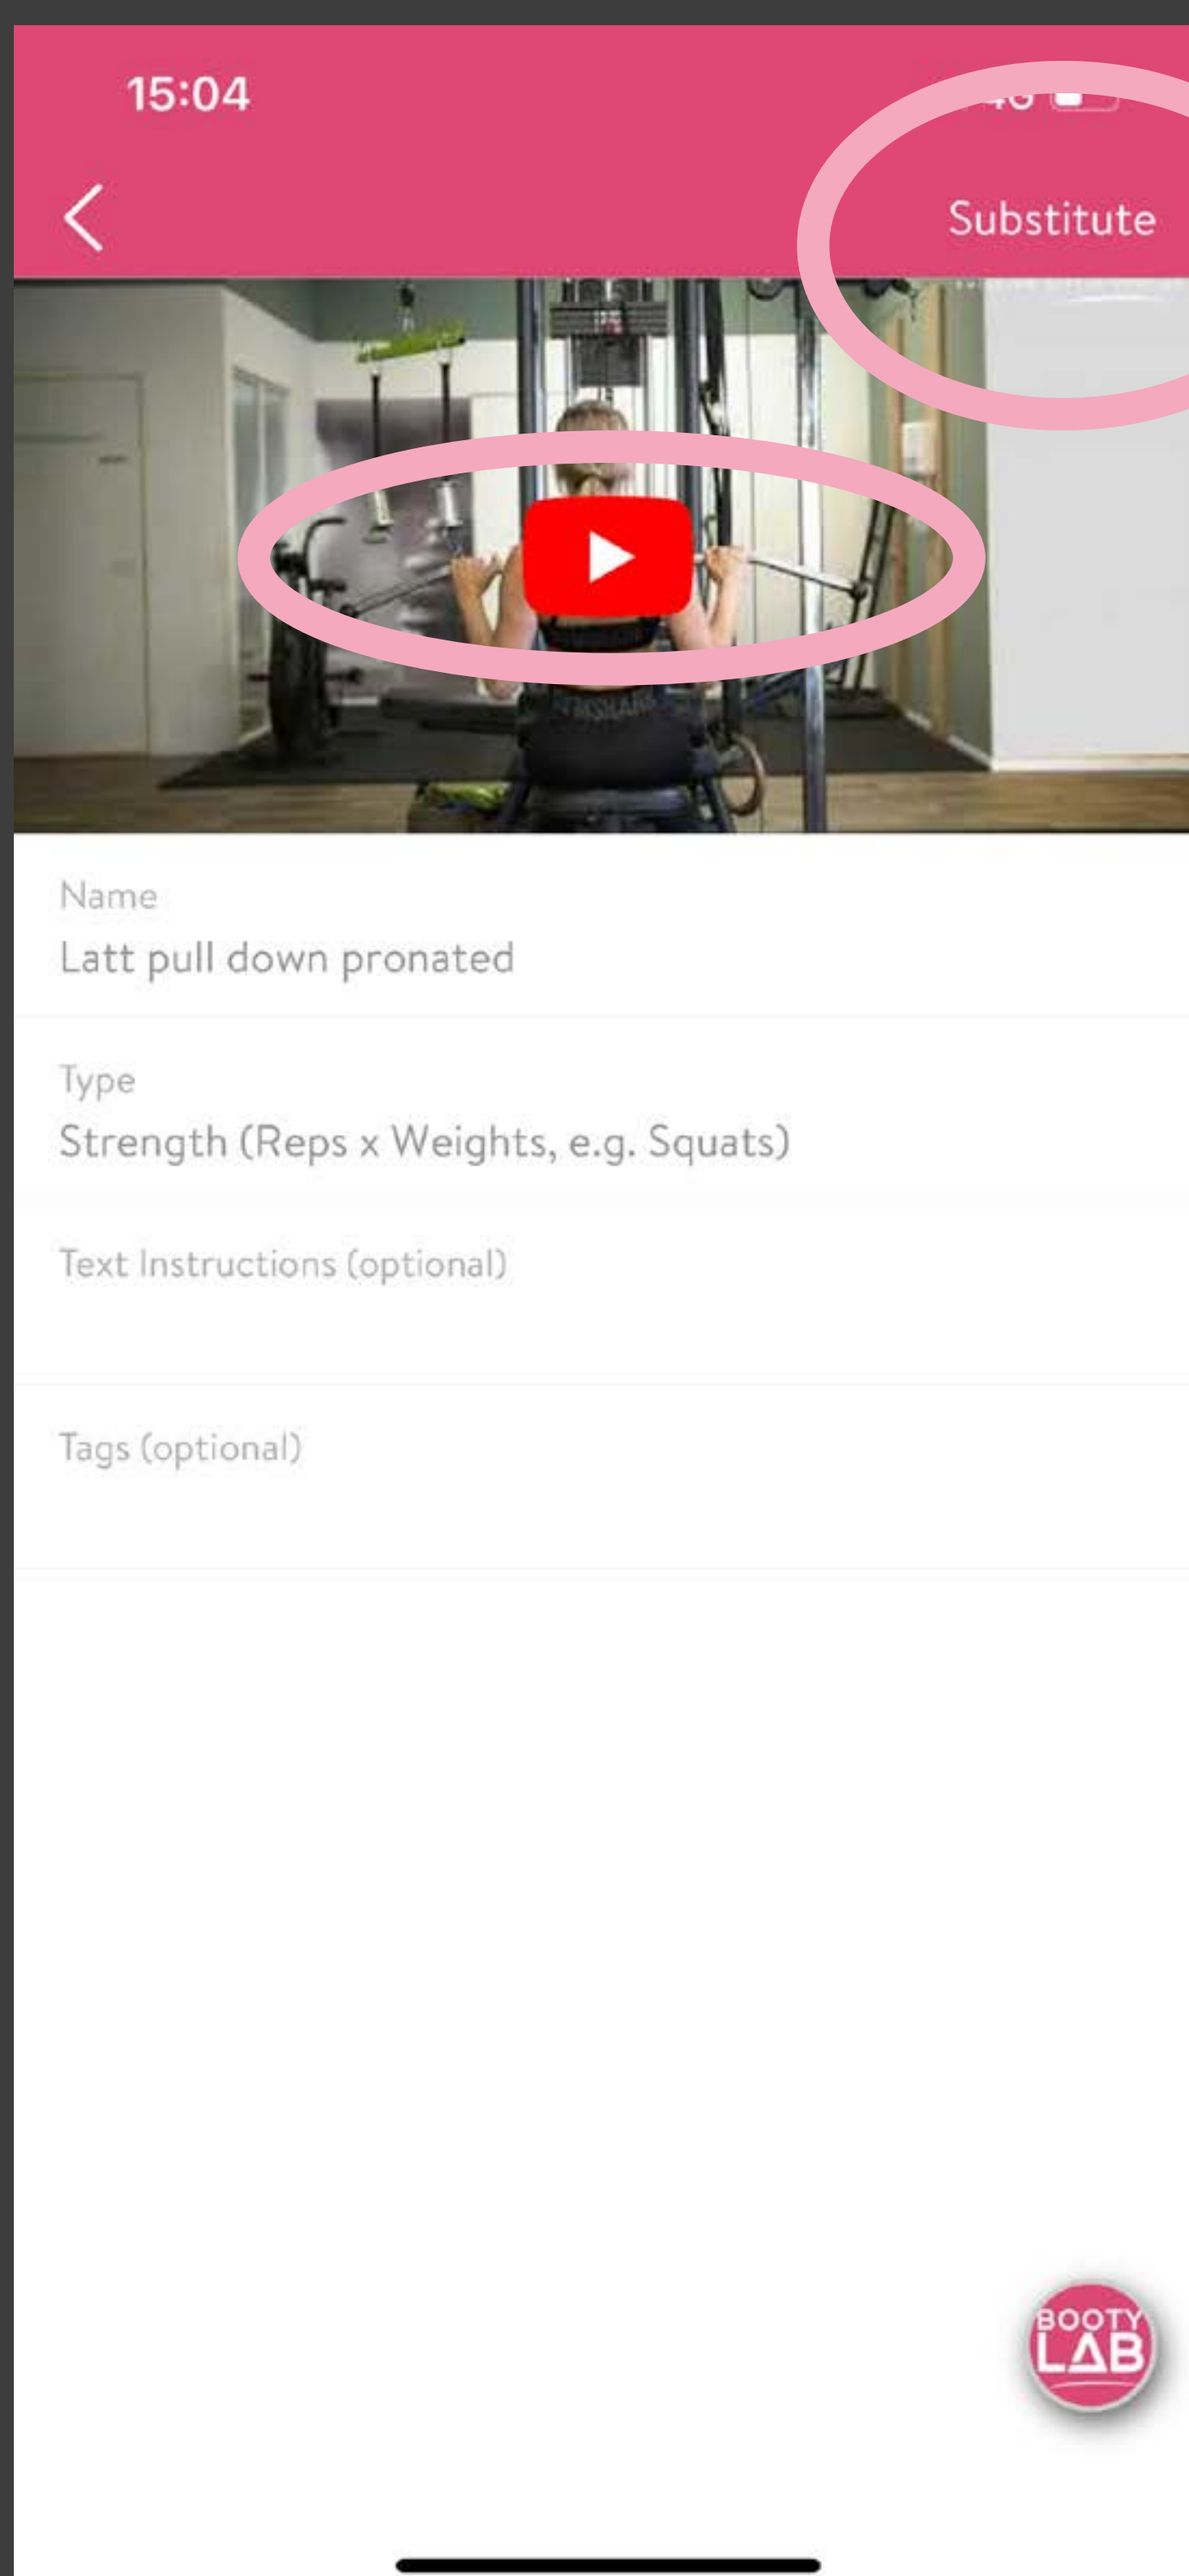 15:04
4G
Substitute
Name
Latt pull down pronated
Type
Strength (Reps x Weights, e.g. Squats)
Text Instructions (optional)
Tags (optional)
BOOTY
LAB